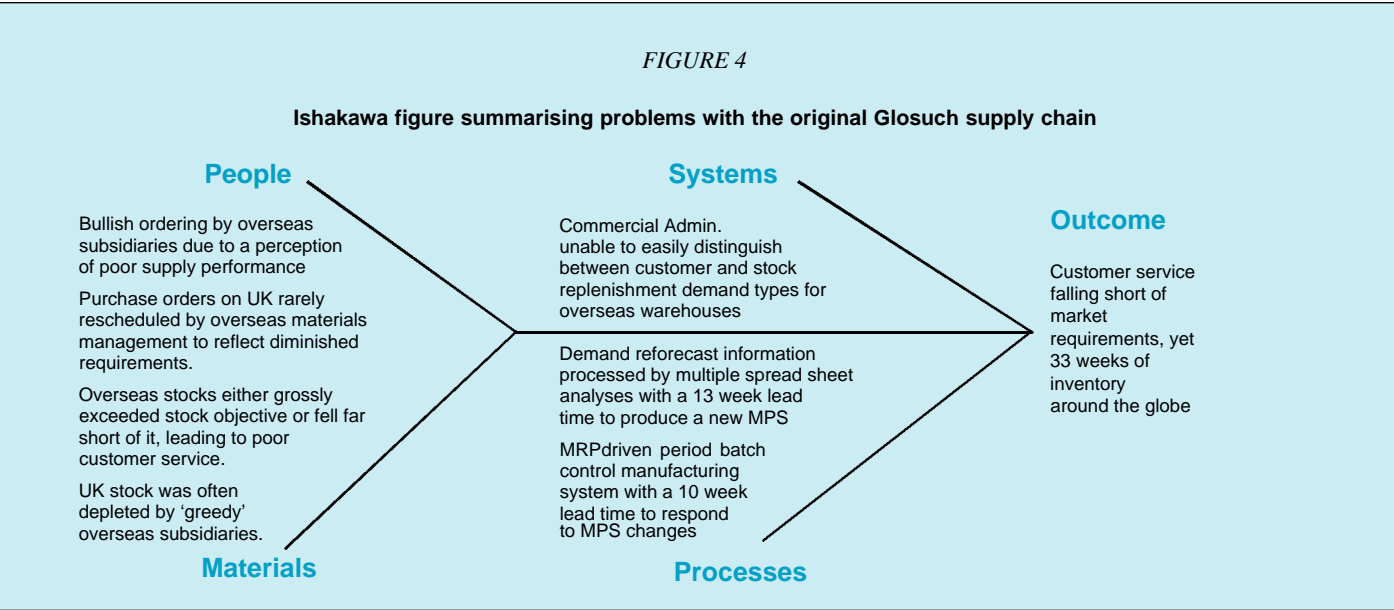 FIGURE 4
Ishakawa figure summarising problems with the original Glosuch supply chain
People
Bullish ordering by overseas
subsidiaries due to a perception
of poor supply performance
Purchase orders on UK rarely
rescheduled by overseas materials
management to reflect diminished
requirements.
Overseas stocks either grossly
exceeded stock objective or fell far
short of it, leading to poor
customer service.
UK stock was often
depleted by ‘greedy’
overseas subsidiaries.
Materials
Systems
Commercial Admin.
unable to easily distinguish
between customer and stock
replenishment demand types for
overseas warehouses
Demand reforecast information
processed by multiple spread sheet
analyses with a 13 week lead
time to produce a new MPS
MRPdriven period batch
control manufacturing
system with a 10 week
lead time to respond
to MPS changes
Processes
Outcome
Customer service
falling short of
market
requirements, yet
33 weeks of
inventory
around the globe